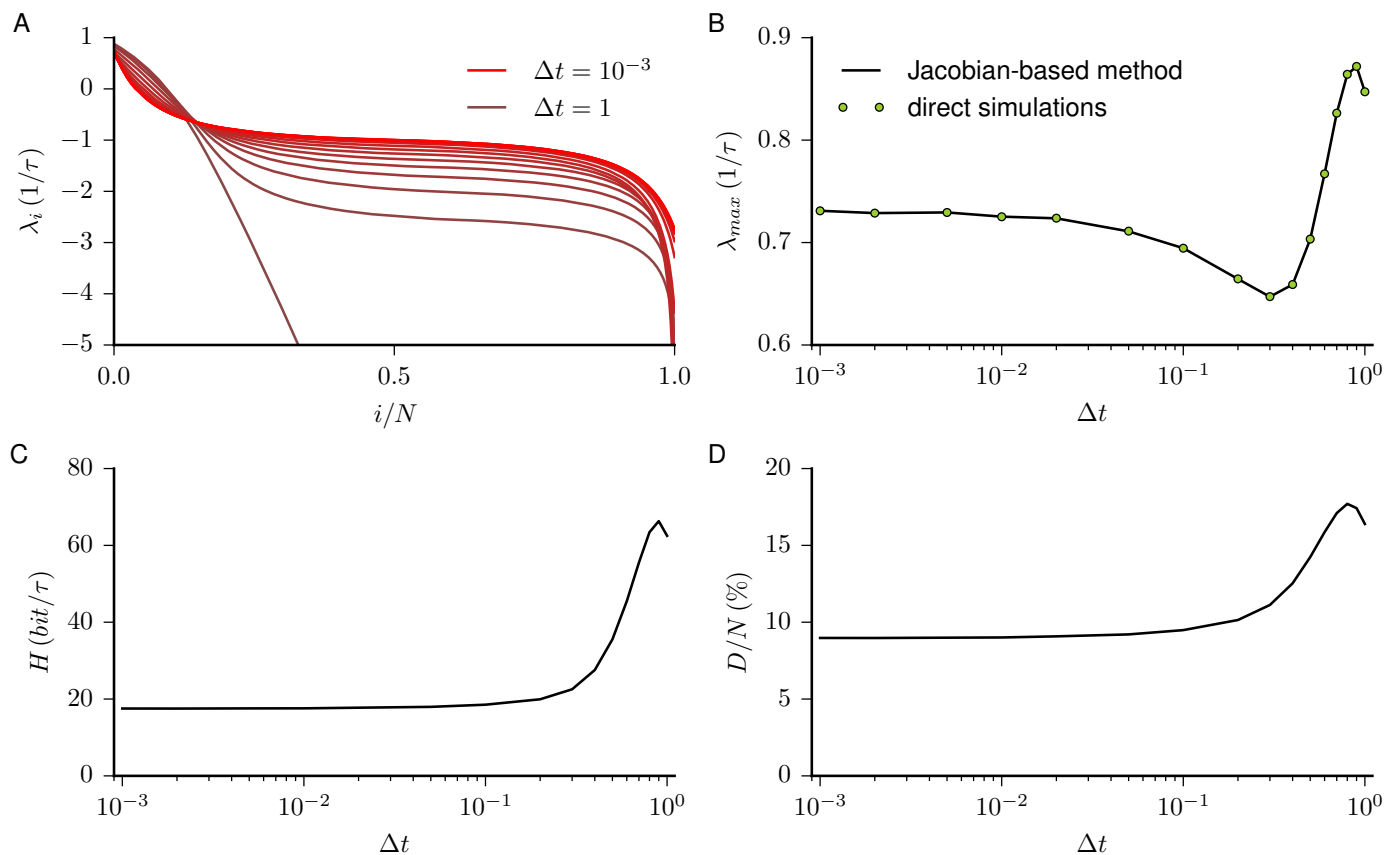 A
1
0
−1
−2
−3
−4
−5
λ_i (1/τ)
0.0
0.5
1.0
i/N
Δt = 10⁻³
Δt = 1
B
0.9
0.8
0.7
0.6
λ_max (1/τ)
10⁻³
10⁻²
10⁻¹
10⁰
Δt
Jacobian-based method
direct simulations
C
80
60
40
20
0
H (bit/τ)
10⁻³
10⁻²
10⁻¹
10⁰
Δt
D
20
15
10
5
0
D/N (%)
10⁻³
10⁻²
10⁻¹
10⁰
Δt